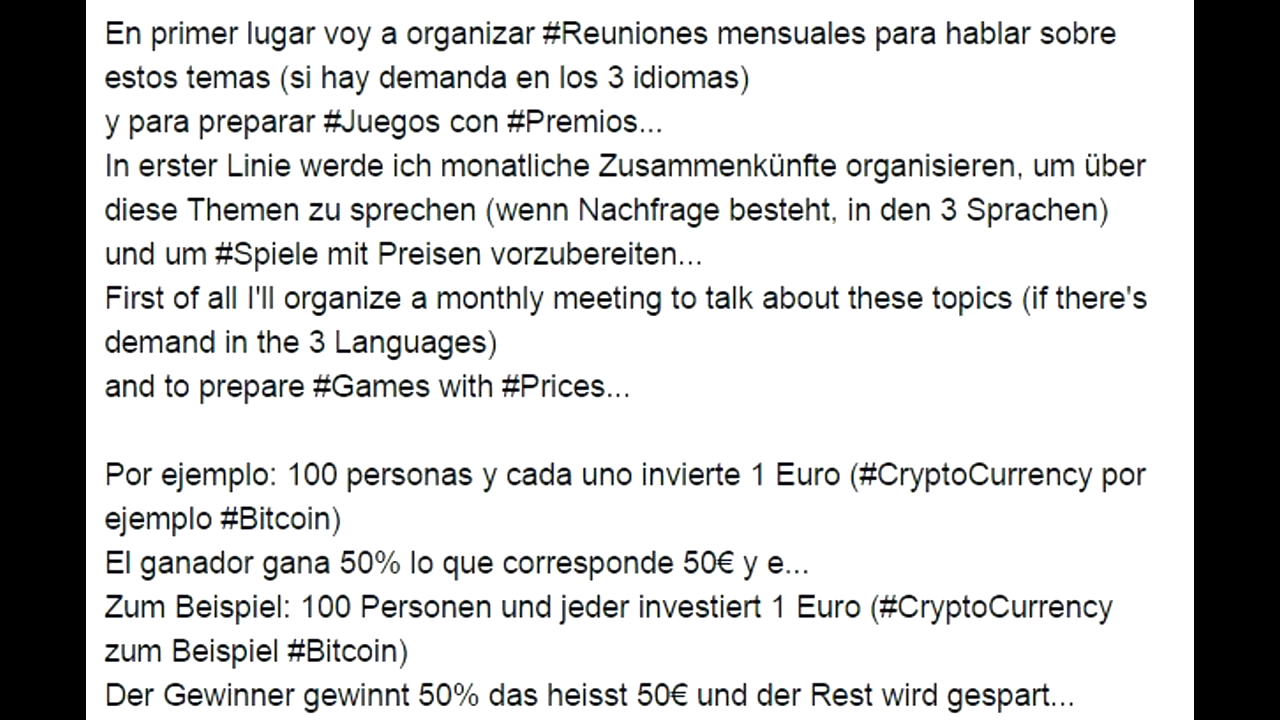 En primer lugar voy a organizar #Reuniones mensuales para hablar sobre
estos temas (si hay demanda en los 3 idiomas)
y para preparar #Juegos con #Premios...
In erster Linie werde ich monatliche Zusammenkünfte organisieren, um über
diese Themen zu sprechen (wenn Nachfrage besteht, in den 3 Sprachen)
und um #Spiele mit Preisen vorzubereiten...
First of all I'll organize a monthly meeting to talk about these topics (if there's
demand in the 3 Languages)
and to prepare #Games with #Prices...
Por ejemplo: 100 personas y cada uno invierte 1 Euro (#CryptoCurrency por
ejemplo #Bitcoin)
El ganador gana 50% lo que corresponde 50€ y e...
Zum Beispiel: 100 Personen und jeder investiert 1 Euro (#CryptoCurrency
zum Beispiel #Bitcoin)
Der Gewinner gewinnt 50% das heisst 50€ und der Rest wird gespart...